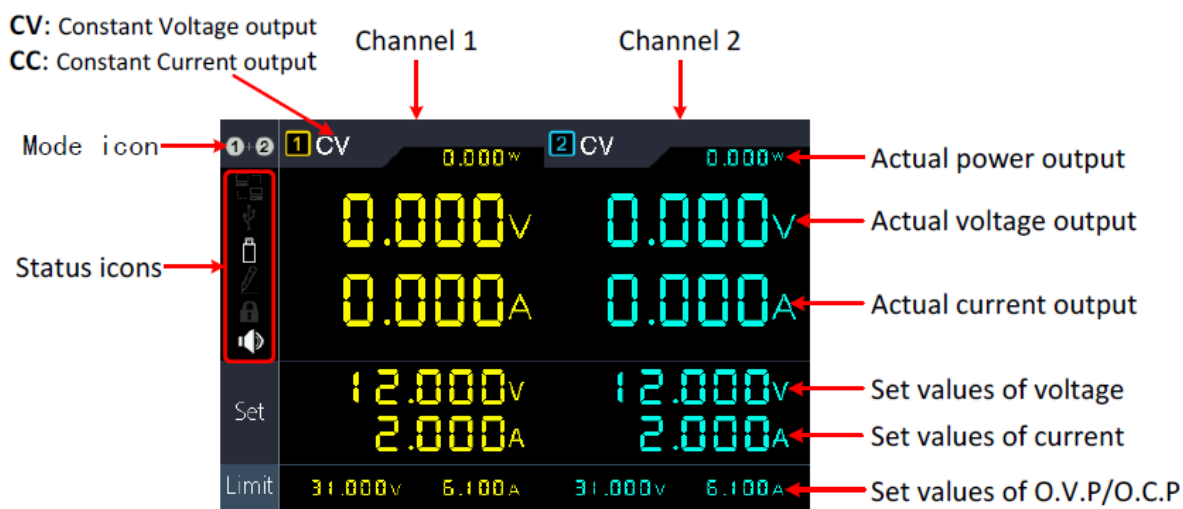 CV: Constant Voltage output
CC: Constant Current output
Channel 1
Channel 2
Mode icon
1+2
1 CV
0.000W
2 CV
0.000W
Actual power output
0.000V
0.000V
Actual voltage output
Status icons
0.000A
0.000A
Actual current output
Set
12.000V
12.000V
Set values of voltage
2.000A
2.000A
Set values of current
Limit
31.000V
6.100A
31.000V
6.100A
Set values of O.V.P/O.C.P